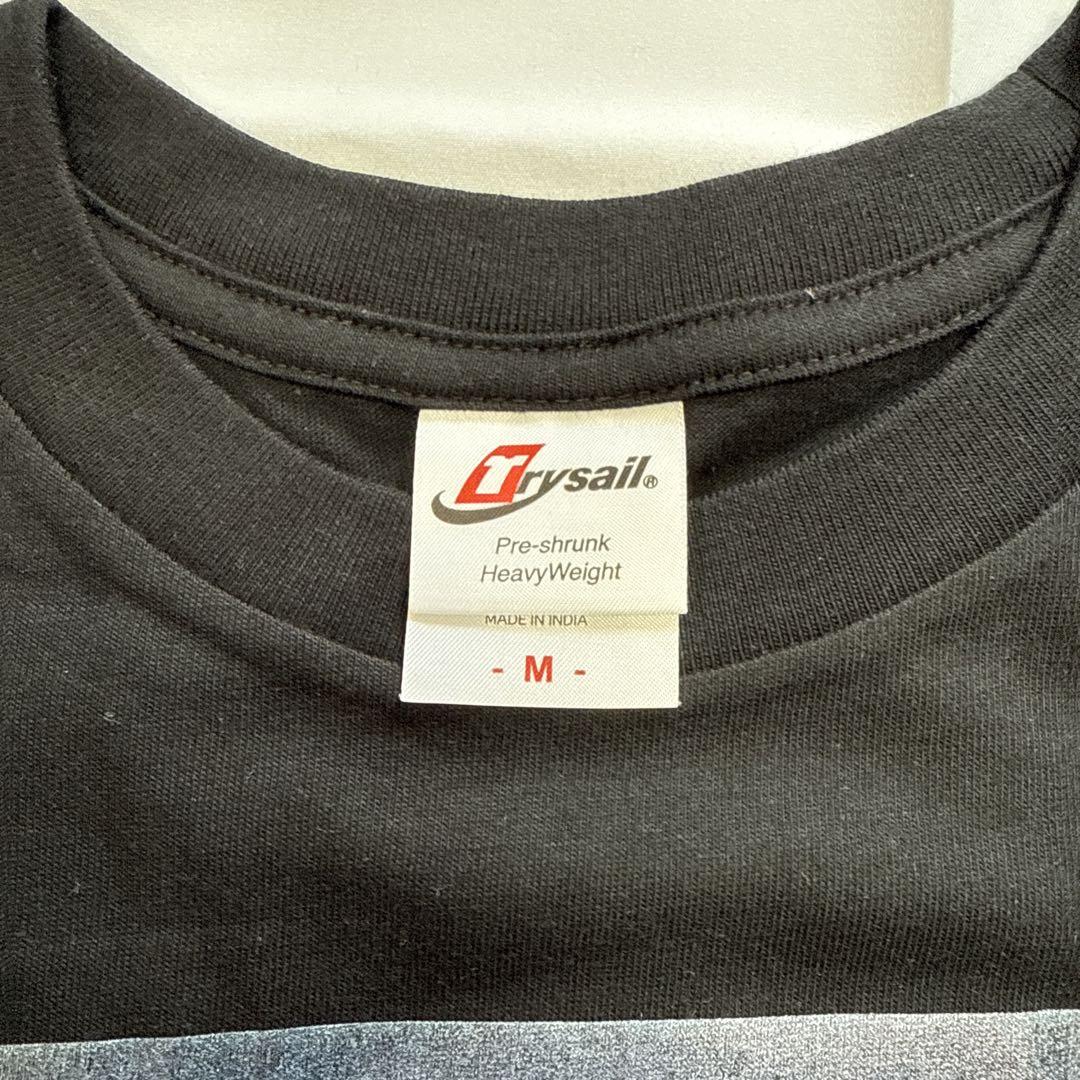 Trysail®
Pre-shrunk
HeavyWeight
MADE IN INDIA
- M -